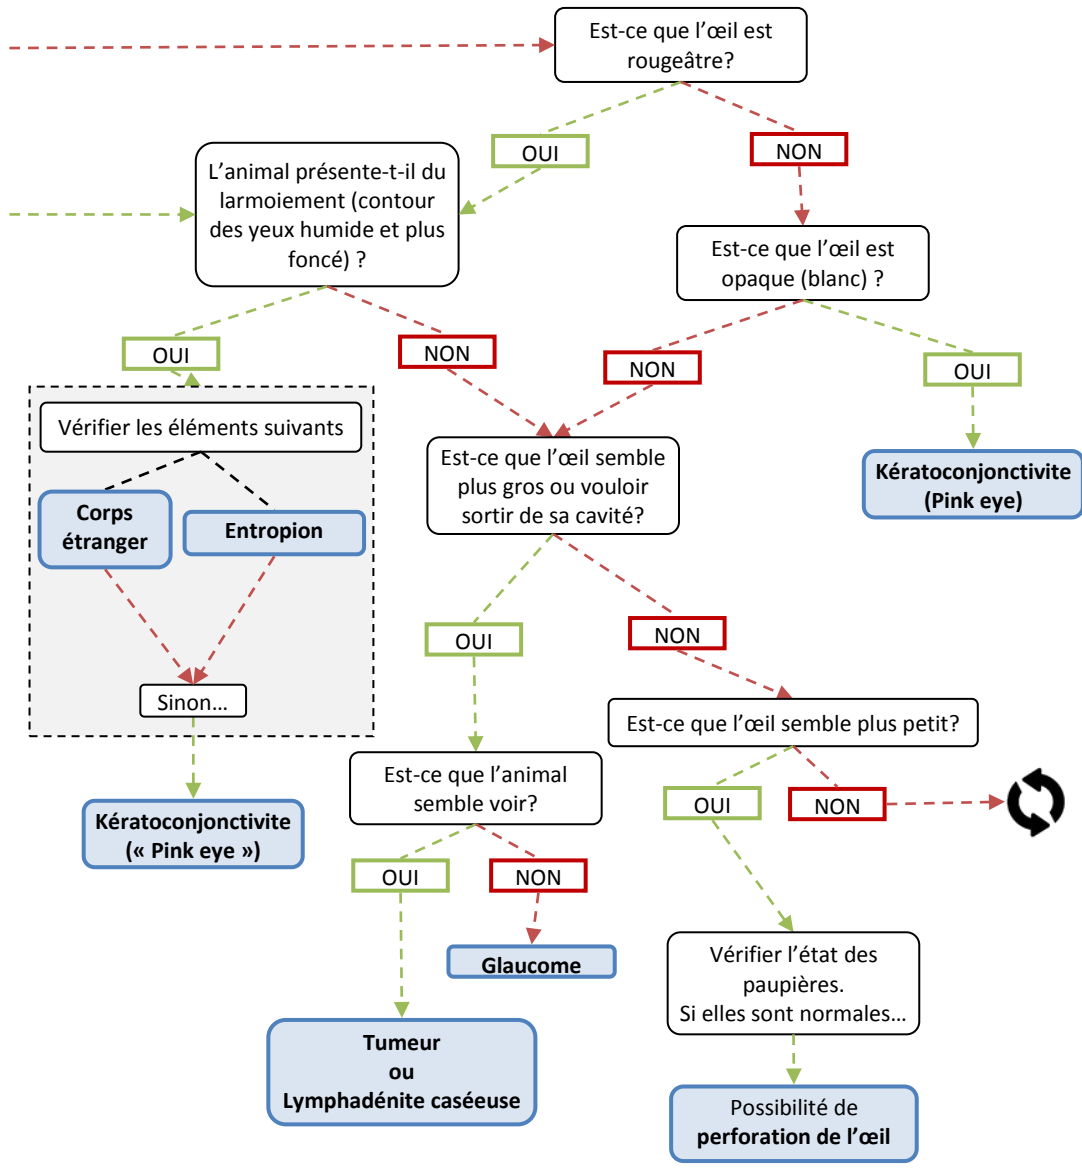 Est-ce que l’œil est
rougeâtre?
OUI
NON
L’animal présente-t-il du
larmoiement (contour
des yeux humide et plus
foncé) ?
Est-ce que l’œil est
opaque (blanc) ?
OUI
NON
NON
OUI
Vérifier les éléments suivants
Corps
étranger
Entropion
Sinon…
Kératoconjonctivite
(« Pink eye »)
Est-ce que l’œil semble
plus gros ou vouloir
sortir de sa cavité?
Kératoconjonctivite
(Pink eye)
OUI
NON
Est-ce que l’animal
semble voir?
Est-ce que l’œil semble plus petit?
OUI
NON
OUI
NON
Glaucome
Tumeur
ou
Lymphadénite caséeuse
Vérifier l’état des
paupières.
Si elles sont normales…
Possibilité de
perforation de l’œil